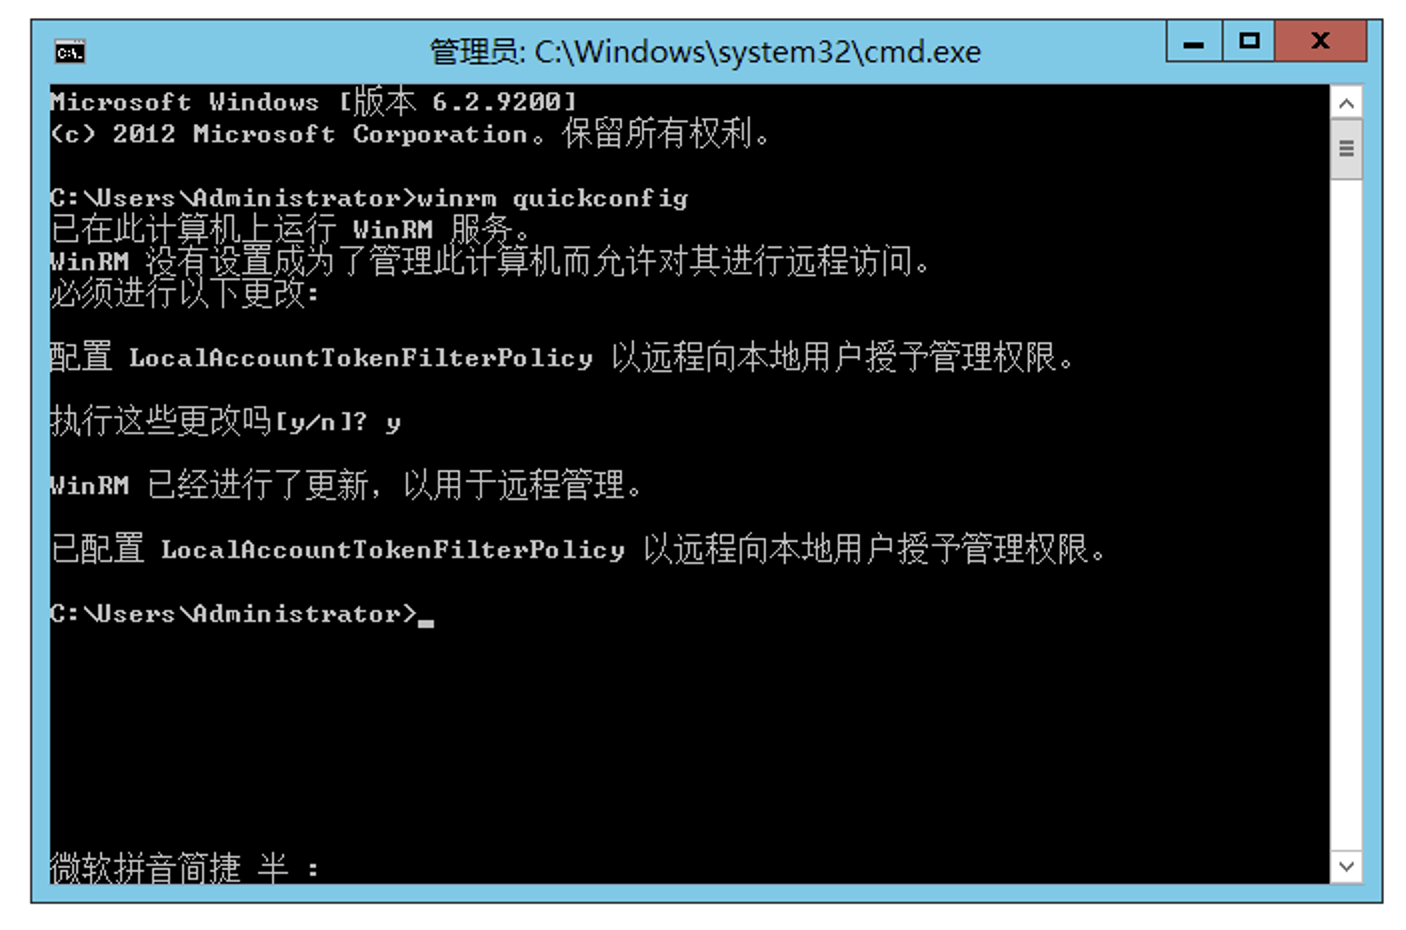 管理员: C:\Windows\system32\cmd.exe
Microsoft Windows [版本 6.2.9200]
(c) 2012 Microsoft Corporation。保留所有权利。
C:\Users\Administrator>winrm quickconfig
已在此计算机上运行 WinRM 服务。
WinRM 没有设置成为了管理此计算机而允许对其进行远程访问。
必须进行以下更改:
配置 LocalAccountTokenFilterPolicy 以远程向本地用户授予管理权限。
执行这些更改吗[y/n]? y
WinRM 已经进行了更新，以用于远程管理。
已配置 LocalAccountTokenFilterPolicy 以远程向本地用户授予管理权限。
C:\Users\Administrator>_
微软拼音简捷 半 :